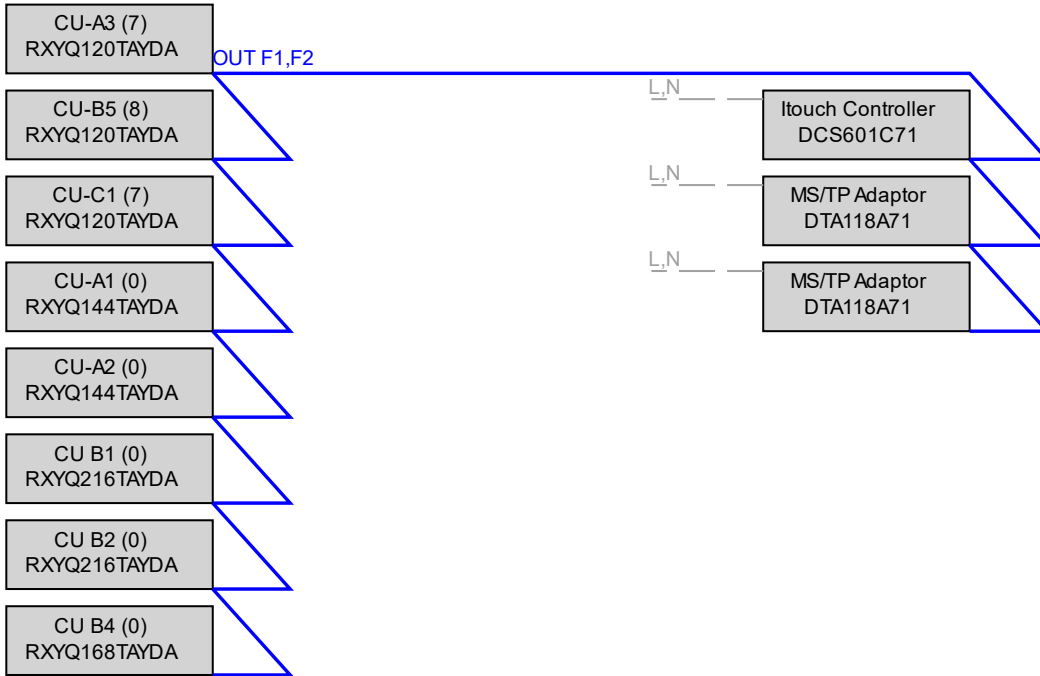 CU-A3 (7)
RXYQ120TAYDA
OUT F1,F2
CU-B5 (8)
RXYQ120TAYDA
CU-C1 (7)
RXYQ120TAYDA
CU-A1 (0)
RXYQ144TAYDA
CU-A2 (0)
RXYQ144TAYDA
CU B1 (0)
RXYQ216TAYDA
CU B2 (0)
RXYQ216TAYDA
CU B4 (0)
RXYQ168TAYDA
L,N
Itouch Controller
DCS601C71
L,N
MS/TP Adaptor
DTA118A71
L,N
MS/TP Adaptor
DTA118A71